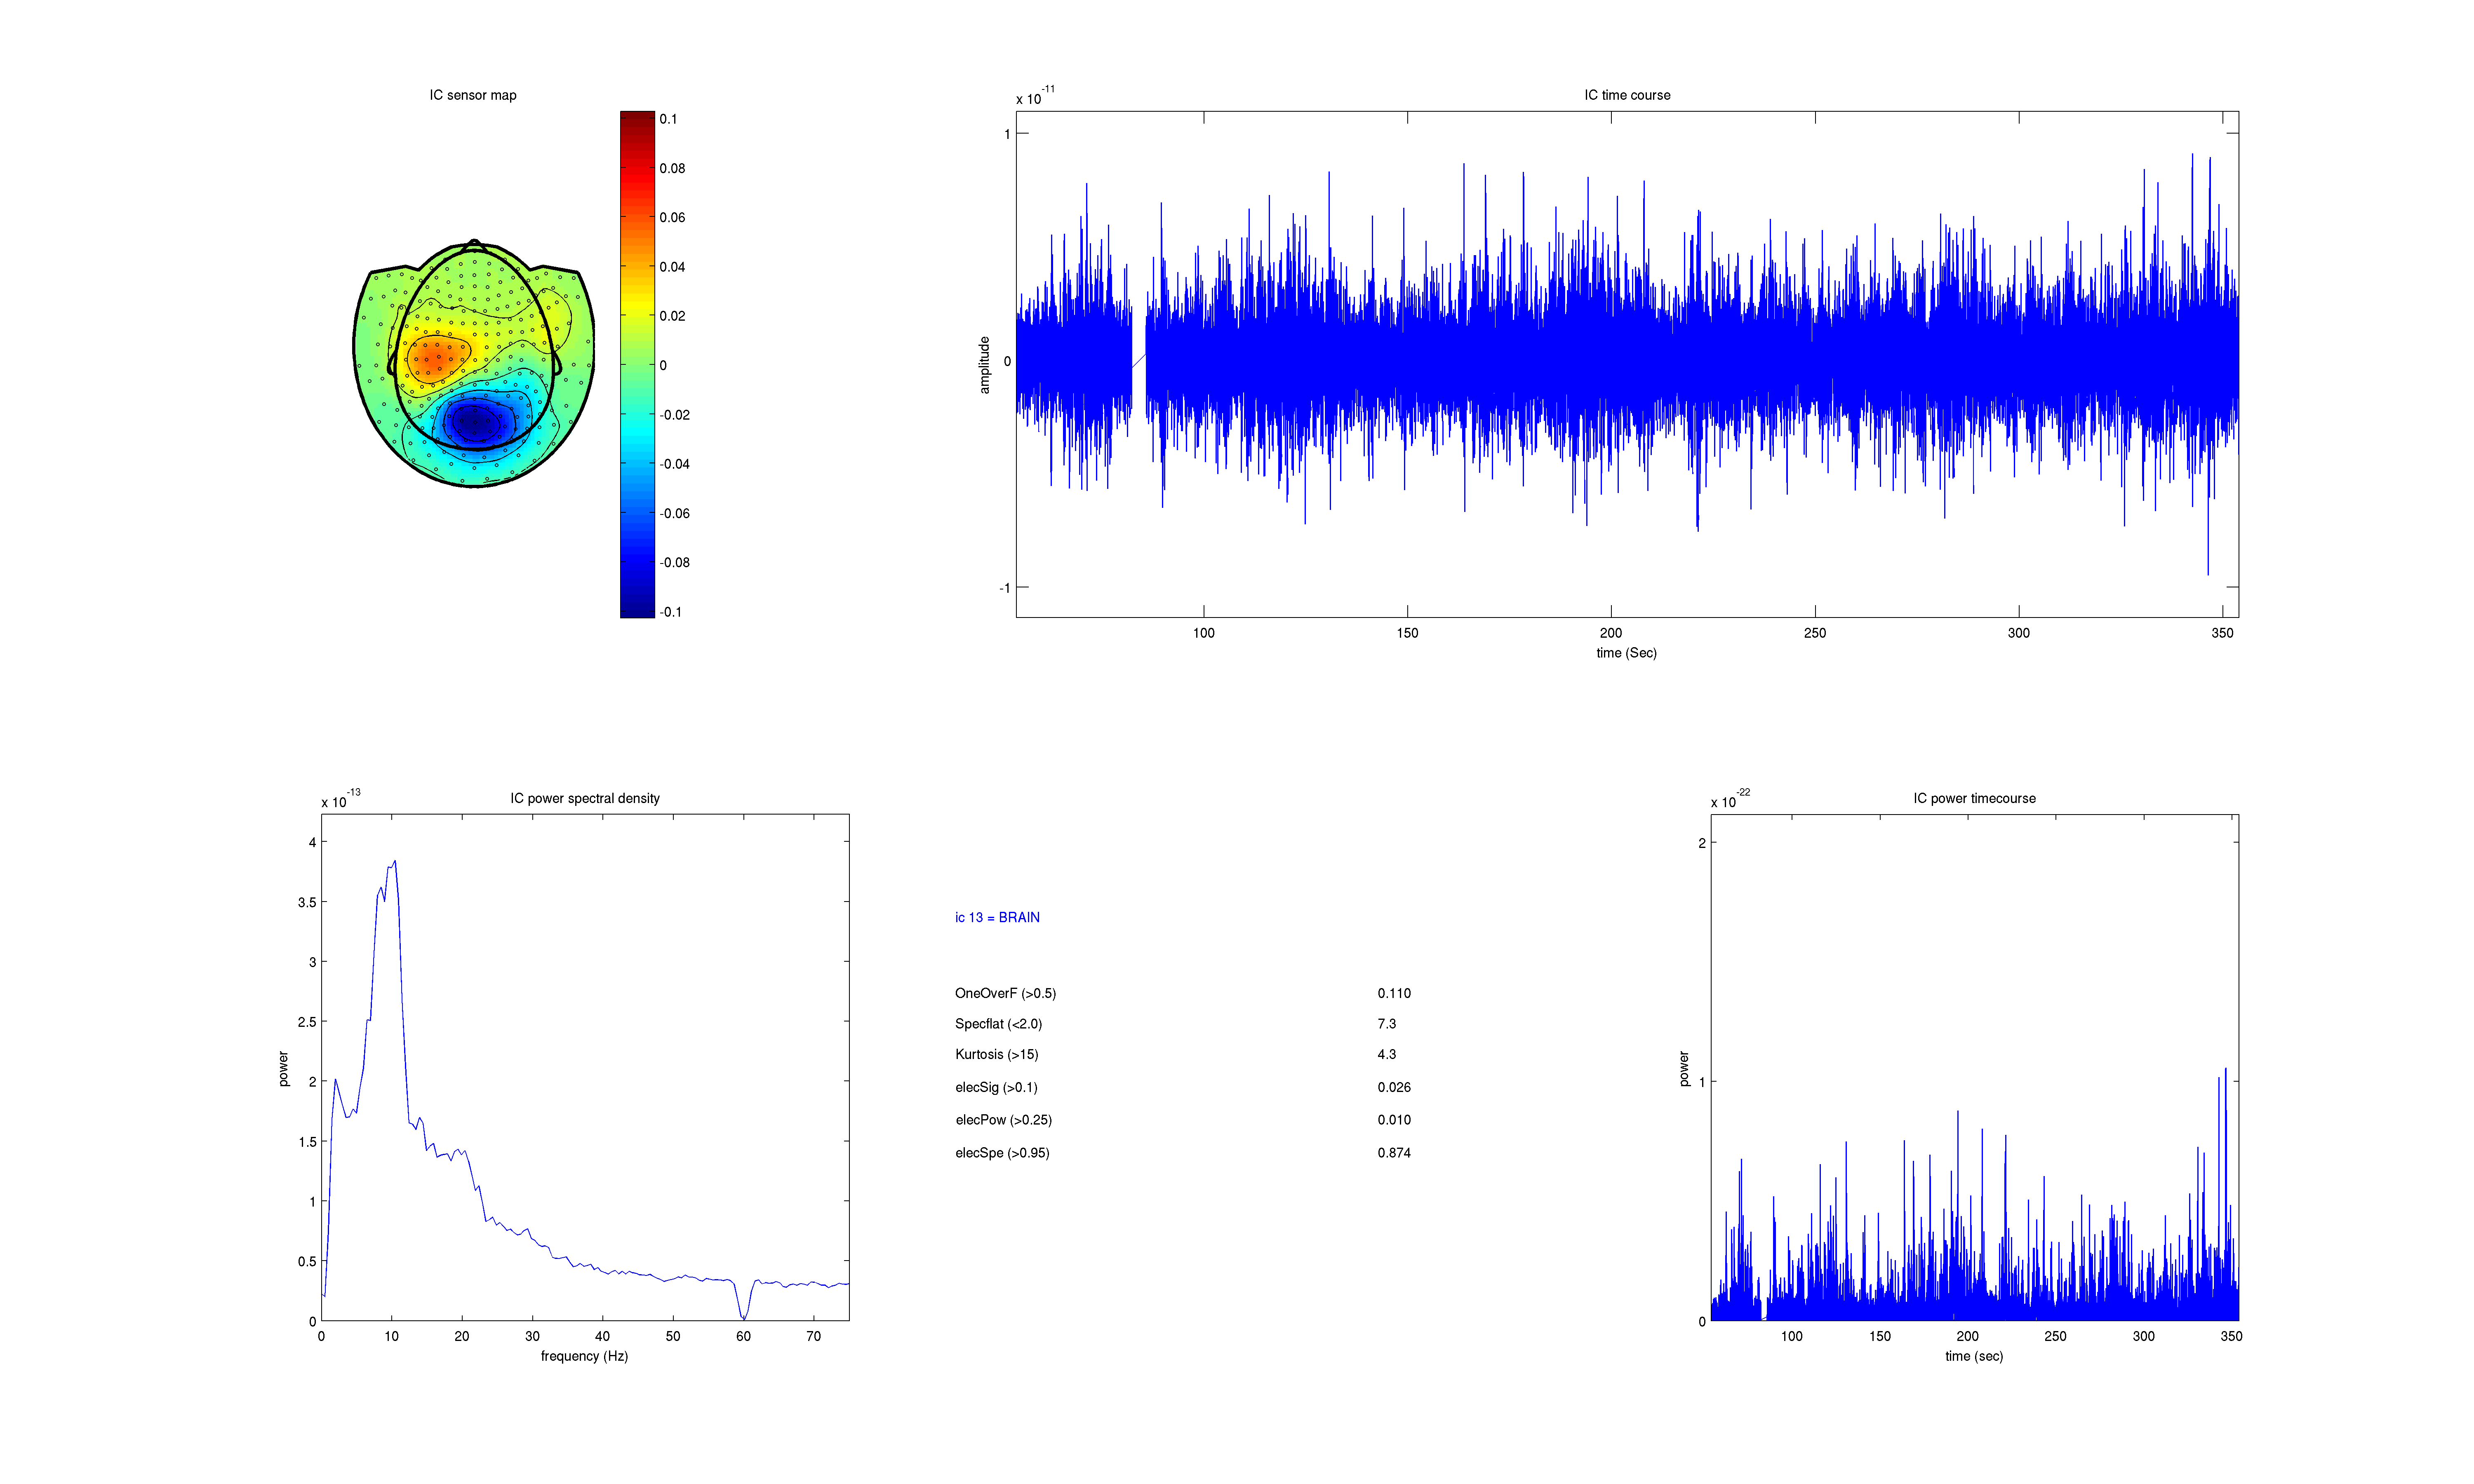 IC sensor map
0.1
0.08
0.06
0.04
0.02
0
-0.02
-0.04
-0.06
-0.08
-0.1
IC time course
x 10^-11
1
0
-1
amplitude
100 150 200 250 300 350
time (Sec)
IC power spectral density
x 10^-13
4
3.5
3
2.5
2
1.5
1
0.5
0
power
0 10 20 30 40 50 60 70
frequency (Hz)
ic 13 = BRAIN
OneOverF (>0.5) 0.110
Specflat (<2.0) 7.3
Kurtosis (>15) 4.3
elecSig (>0.1) 0.026
elecPow (>0.25) 0.010
elecSpe (>0.95) 0.874
IC power timecourse
x 10^-22
2
1
0
power
100 150 200 250 300 350
time (sec)